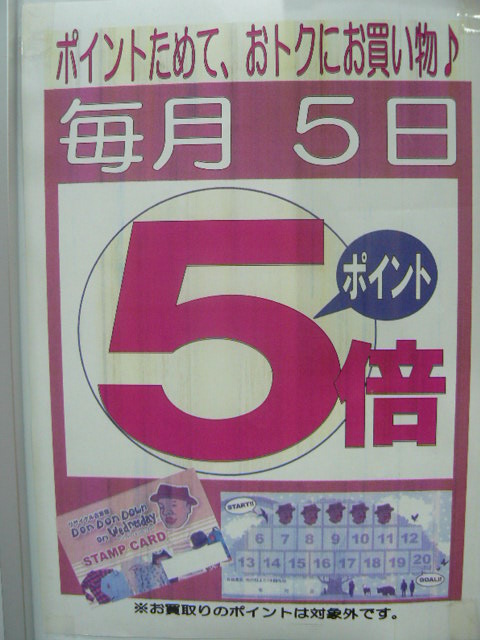 ポイントためて、おトクにお買い物♪
毎月 5日
5倍
ポイント
Don Don Down
on Wednesday
STAMP CARD
START!!
6 7 8 9 10 11 12
13 14 15 16 17 18 19 20
GOAL!!
※お買取りのポイントは対象外です。